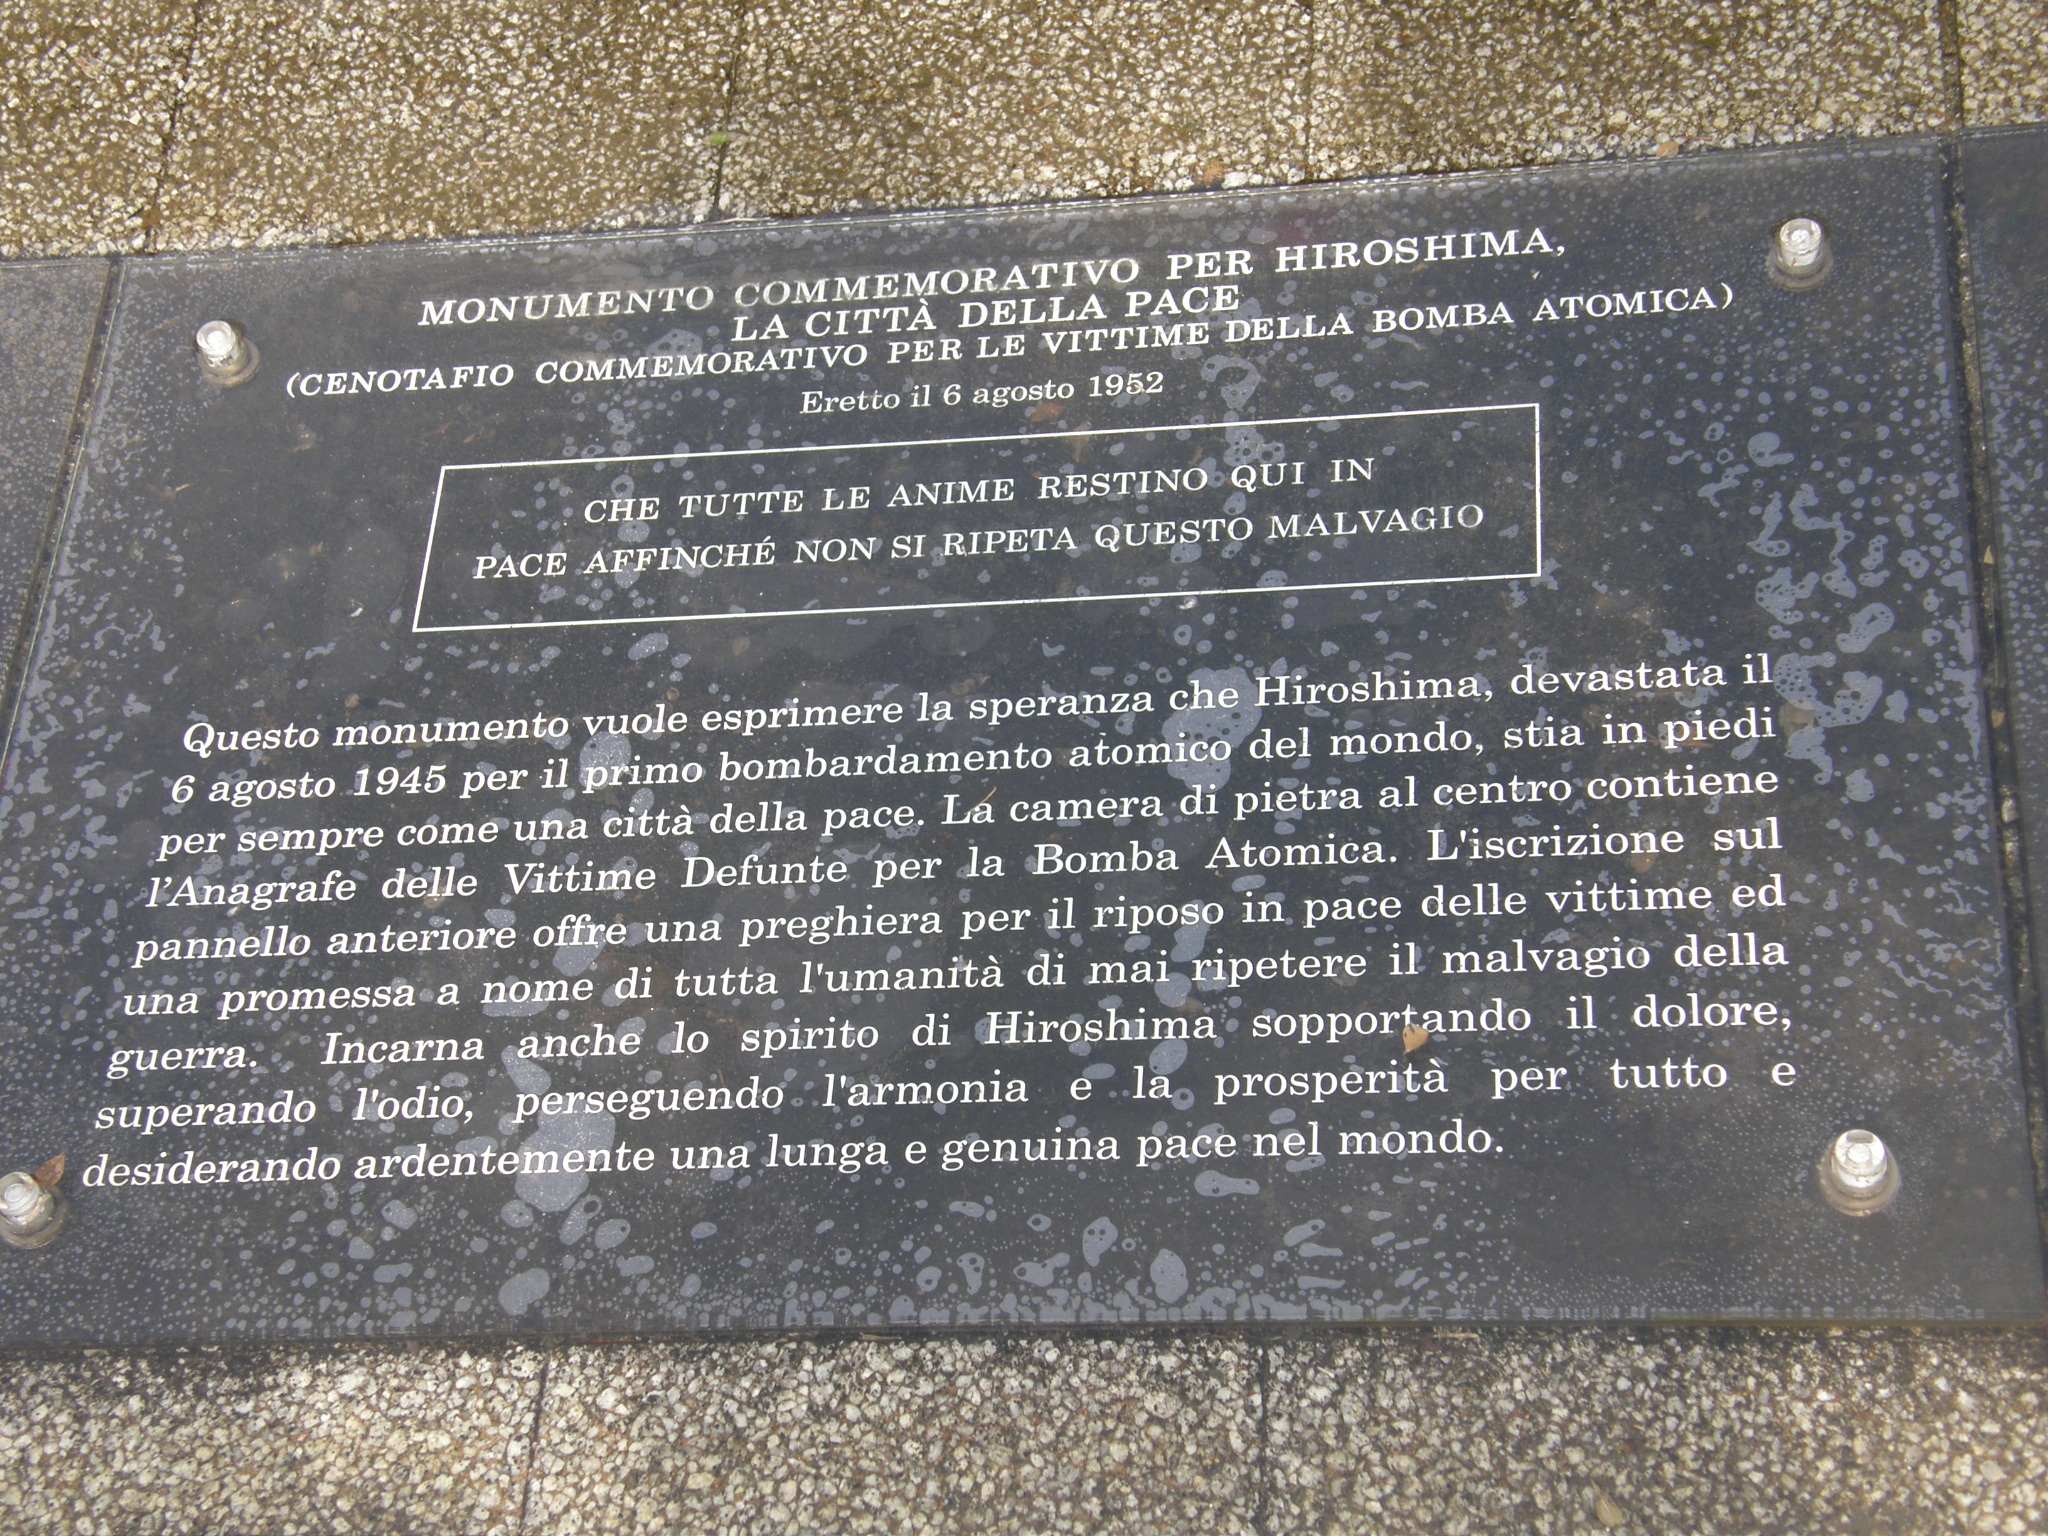 MONUMENTO COMMEMORATIVO PER HIROSHIMA,
LA CITTÀ DELLA PACE
(CENOTAFIO COMMEMORATIVO PER LE VITTIME DELLA BOMBA ATOMICA)
Eretto il 6 agosto 1952
CHE TUTTE LE ANIME RESTINO QUI IN
PACE AFFINCHÉ NON SI RIPETA QUESTO MALVAGIO
Questo monumento vuole esprimere la speranza che Hiroshima, devastata il
6 agosto 1945 per il primo bombardamento atomico del mondo, stia in piedi
per sempre come una città della pace. La camera di pietra al centro contiene
l’Anagrafe delle Vittime Defunte per la Bomba Atomica. L'iscrizione sul
pannello anteriore offre una preghiera per il riposo in pace delle vittime ed
una promessa a nome di tutta l'umanità di mai ripetere il malvagio della
guerra. Incarna anche lo spirito di Hiroshima sopportando il dolore,
superando l'odio, perseguendo l'armonia e la prosperità per tutto e
desiderando ardentemente una lunga e genuina pace nel mondo.